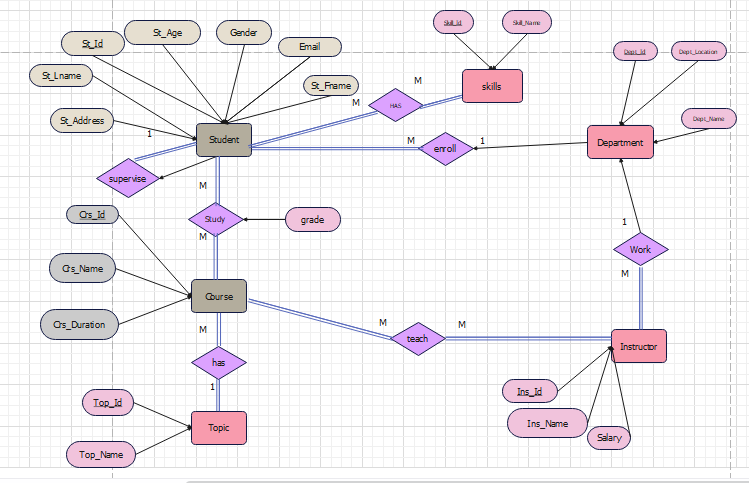 Skill_Id
Skill_Name
St_Id
St_Age
Gender
Email
Dept_Id
Dept_Location
St_Lname
St_Fname
skills
M
M
HAS
St_Address
Dept_Name
1
Student
M
enroll
1
Department
supervise
M
Crs_Id
Study
grade
1
M
Work
Crs_Name
M
Course
Crs_Duration
M
M
M
teach
Instructor
has
1
Ins_Id
Top_Id
Ins_Name
Topic
Salary
Top_Name